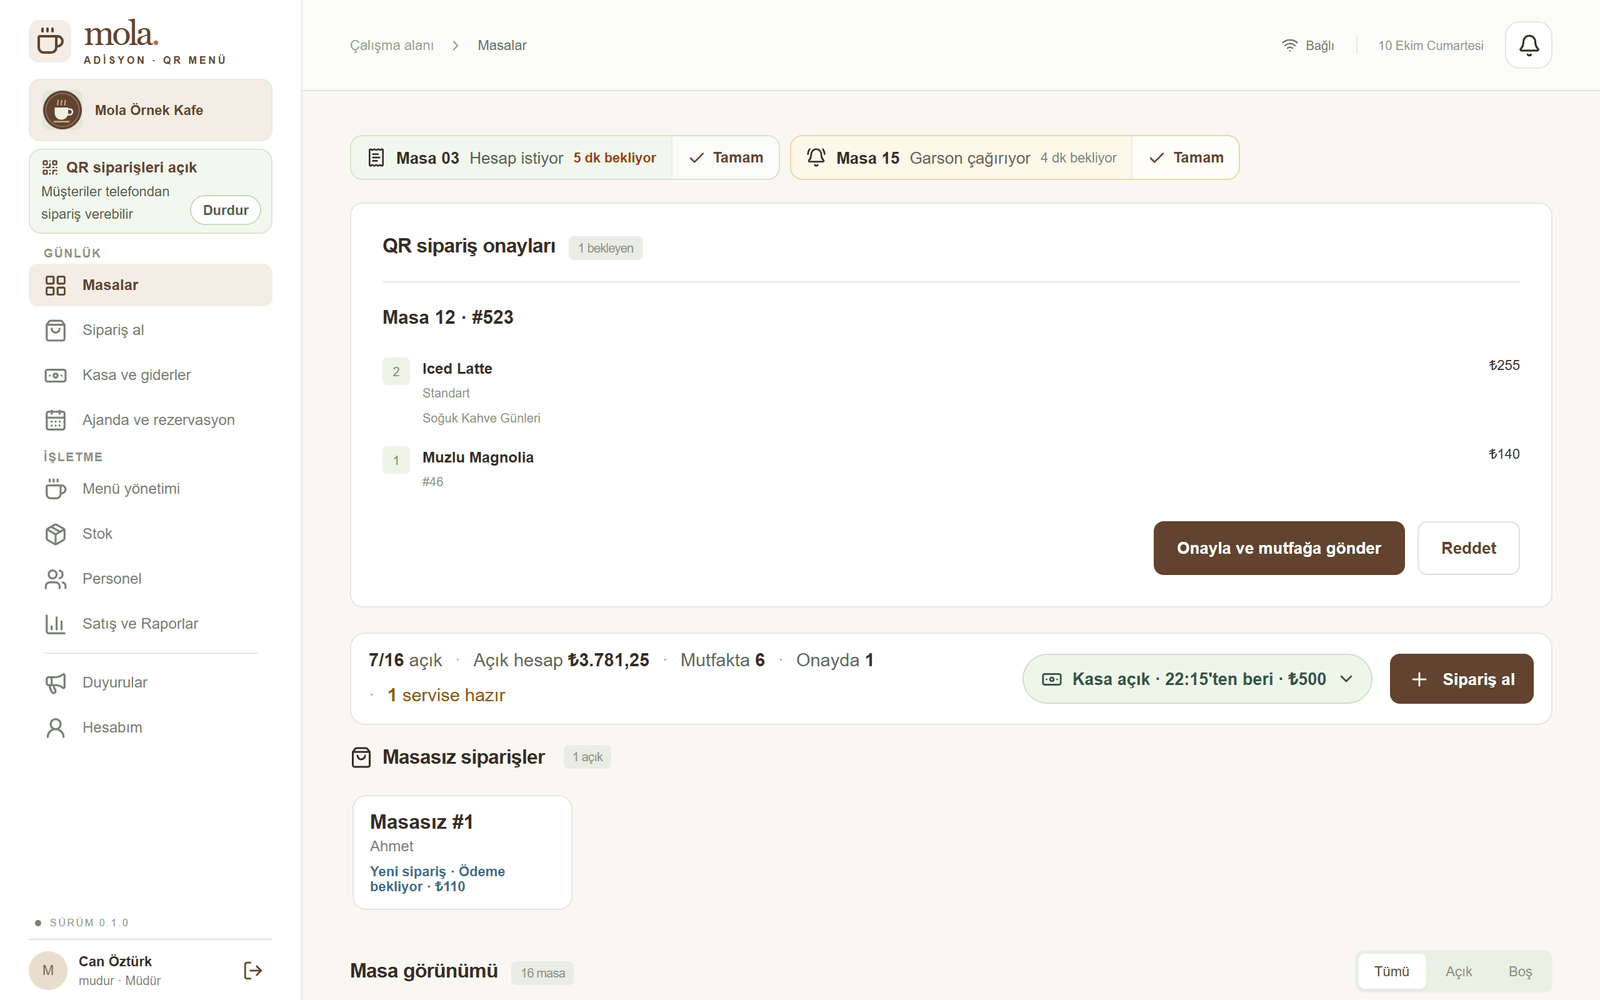 mola.
ADİSYON · QR MENÜ
Mola Örnek Kafe
QR siparişleri açık
Müşteriler telefondan
sipariş verebilir
Durdur
GÜNLÜK
Masalar
Sipariş al
Kasa ve giderler
Ajanda ve rezervasyon
İŞLETME
Menü yönetimi
Stok
Personel
Satış ve Raporlar
Duyurular
Hesabım
SÜRÜM 0.1.0
M
Can Öztürk
mudur · Müdür
Çalışma alanı > Masalar
Bağlı
10 Ekim Cumartesi
Masa 03 Hesap istiyor 5 dk bekliyor Tamam
Masa 15 Garson çağırıyor 4 dk bekliyor Tamam
QR sipariş onayları 1 bekleyen
Masa 12 · #523
2 Iced Latte ₺255
Standart
Soğuk Kahve Günleri
1 Muzlu Magnolia ₺140
#46
Onayla ve mutfağa gönder
Reddet
7/16 açık · Açık hesap ₺3.781,25 · Mutfakta 6 · Onayda 1
· 1 servise hazır
Kasa açık · 22:15'ten beri · ₺500
Sipariş al
Masasız siparişler 1 açık
Masasız #1
Ahmet
Yeni sipariş · Ödeme
bekliyor · ₺110
Masa görünümü 16 masa
Tümü Açık Boş